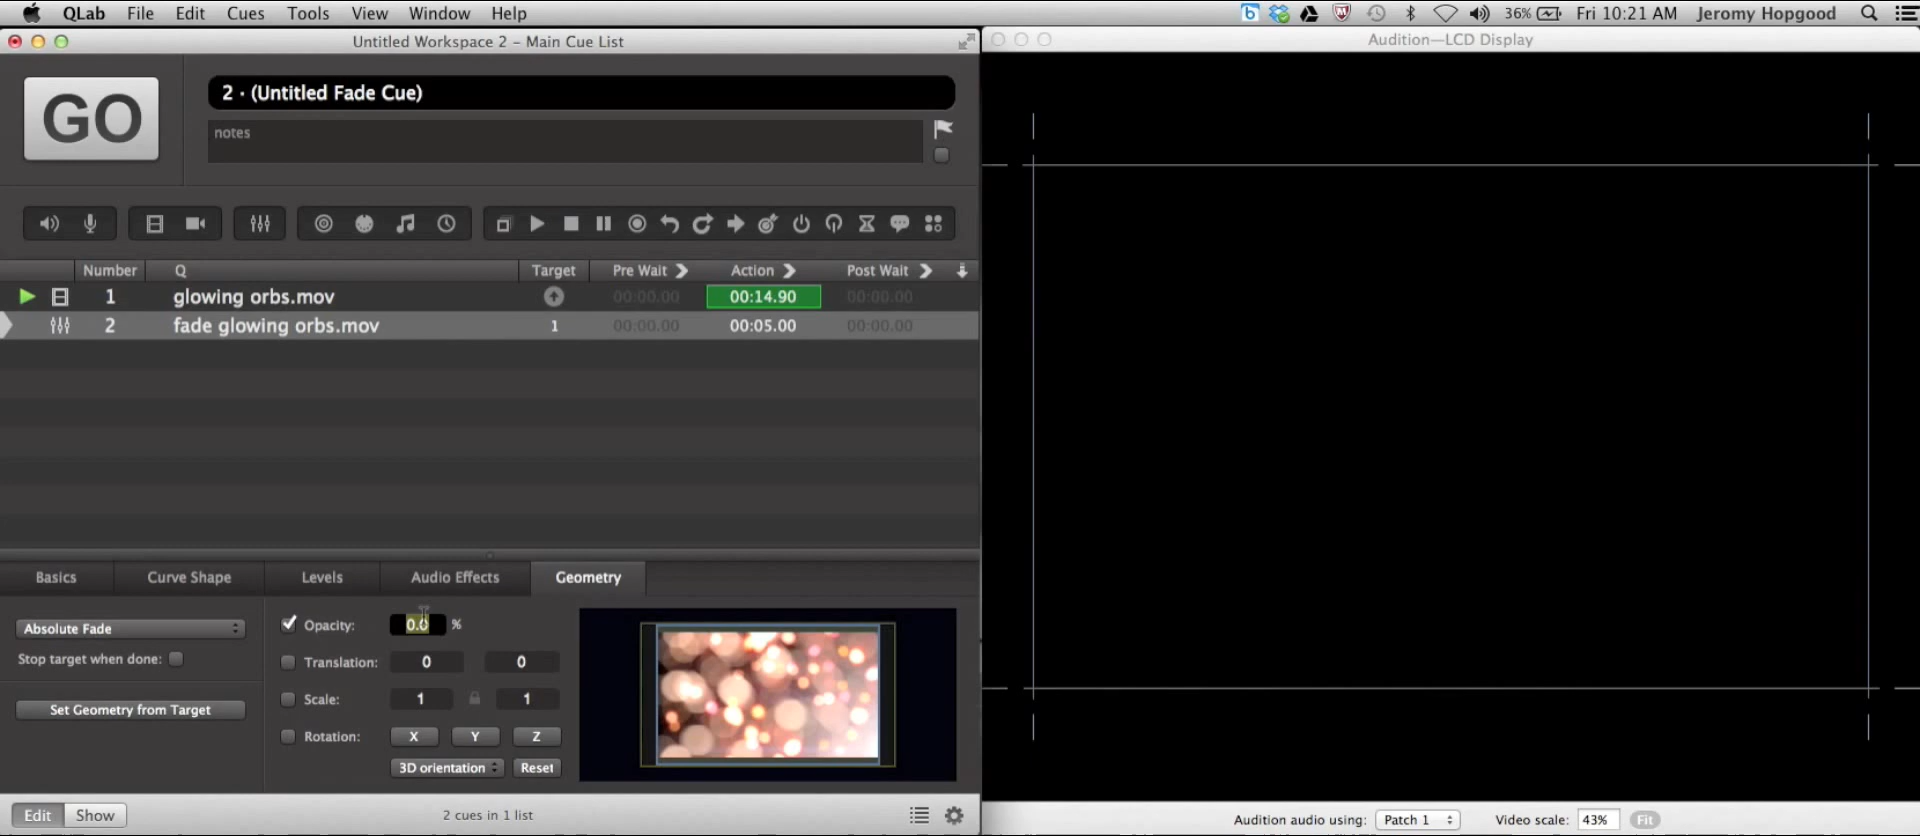 QLab File Edit Cues Tools View Window Help 36% Fri 10:21 AM Jeromy Hopgood
Untitled Workspace 2 – Main Cue List
Audition—LCD Display
GO
2 · (Untitled Fade Cue)
notes
Number Q Target Pre Wait Action Post Wait
1 glowing orbs.mov 00:00.00 00:14.90 00:00.00
2 fade glowing orbs.mov 1 00:00.00 00:05.00 00:00.00
Basics Curve Shape Levels Audio Effects Geometry
Absolute Fade
Stop target when done:
Set Geometry from Target
Opacity: 0.0 %
Translation: 0 0
Scale: 1 1
Rotation: X Y Z
3D orientation Reset
Edit Show
2 cues in 1 list
Audition audio using: Patch 1 Video scale: 43% Fit